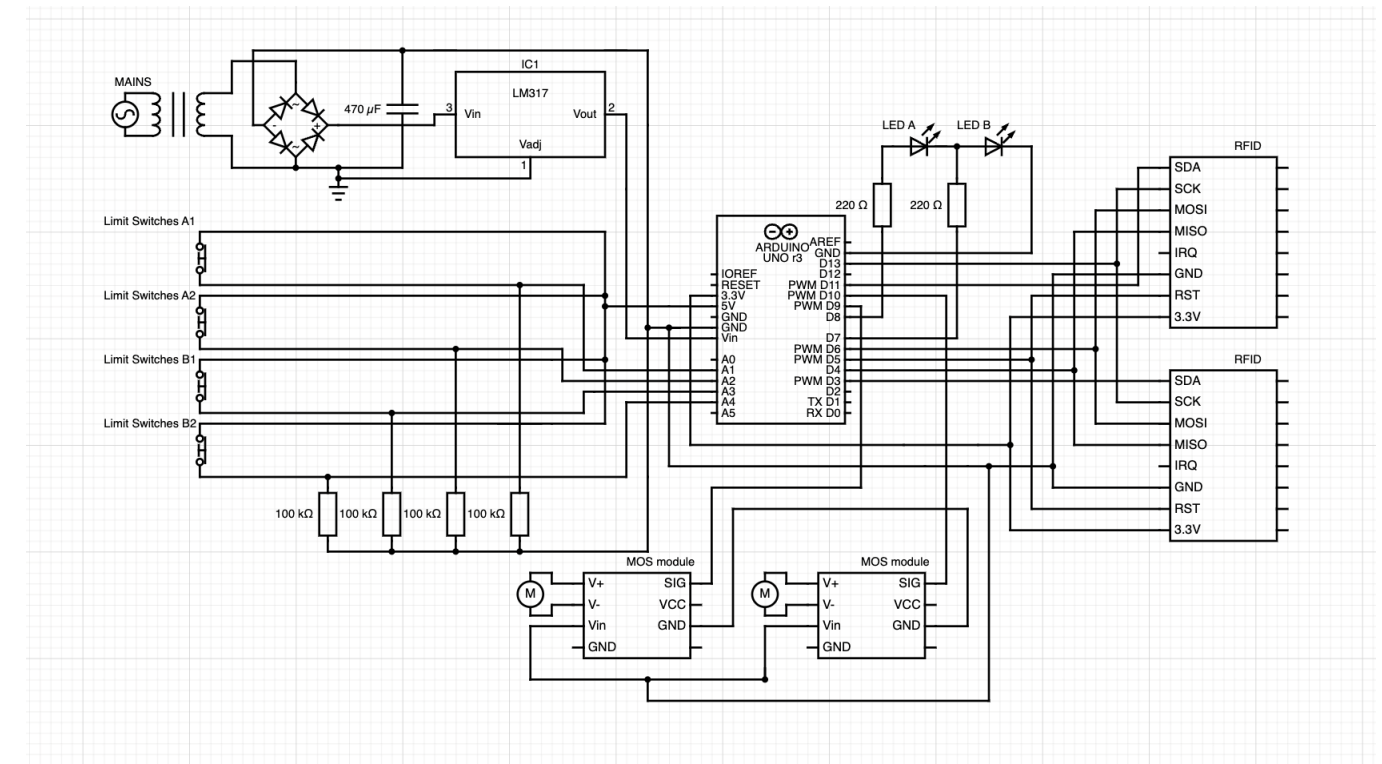 MAINS
470 µF
IC1
LM317
3
Vin
Vout
2
Vadj
1
~
+
-
~
Limit Switches A1
Limit Switches A2
Limit Switches B1
Limit Switches B2
100 kΩ
100 kΩ
100 kΩ
100 kΩ
LED A
LED B
220 Ω
220 Ω
ARDUINO
UNO r3
IOREF
RESET
3.3V
5V
GND
GND
Vin
A0
A1
A2
A3
A4
A5
AREF
GND
D13
D12
PWM D11
PWM D10
PWM D9
D8
D7
PWM D6
PWM D5
D4
PWM D3
D2
TX D1
RX D0
RFID
SDA
SCK
MOSI
MISO
IRQ
GND
RST
3.3V
RFID
SDA
SCK
MOSI
MISO
IRQ
GND
RST
3.3V
MOS module
M
V+
V-
Vin
GND
SIG
VCC
GND
MOS module
M
V+
V-
Vin
GND
SIG
VCC
GND